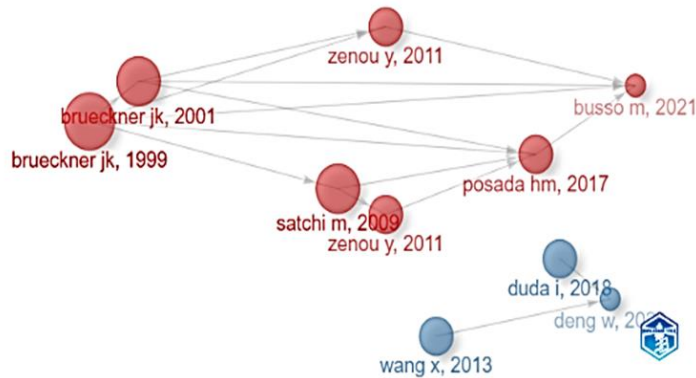 zenou y, 2011
busso m, 2021
brueckner jk, 2001
brueckner jk, 1999
posada hm, 2017
satchi m, 2009
zenou y, 2011
duda i, 2018
deng w,
wang x, 2013